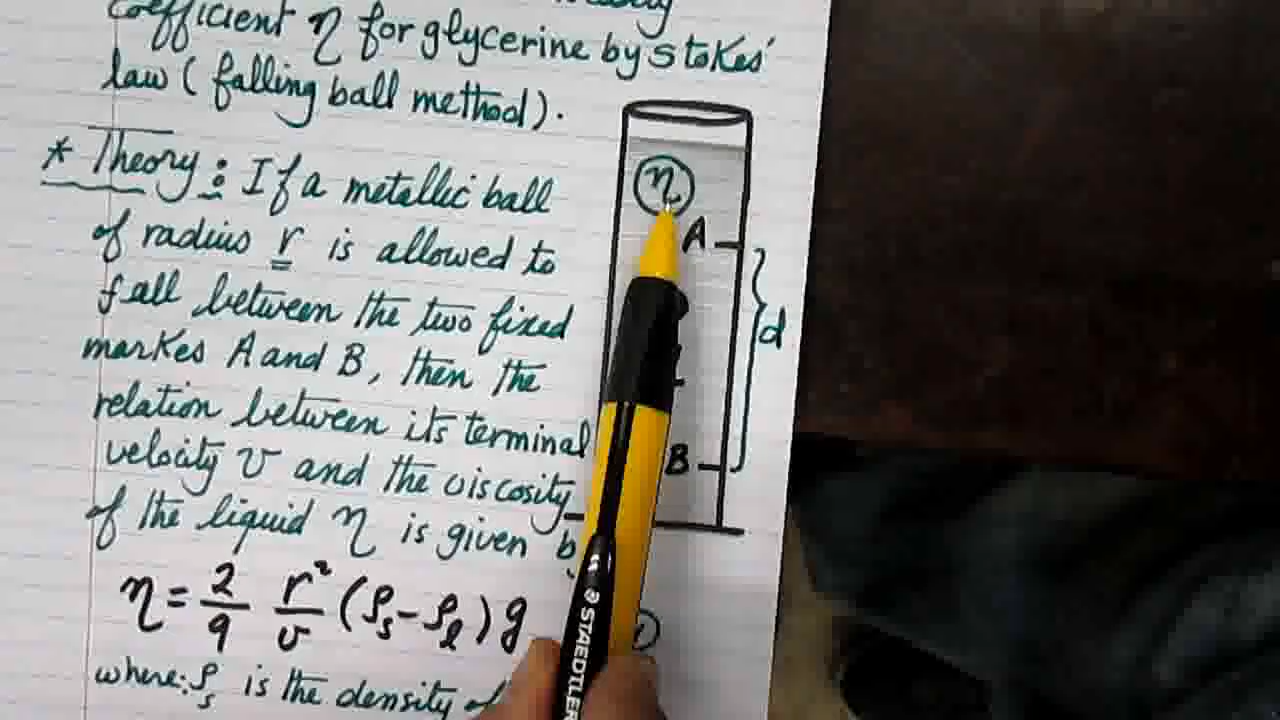 coefficient η for glycerine by stokes'
law (falling ball method).
* Theory: If a metallic ball
of radius r is allowed to
fall between the two fixed
markes A and B, then the
relation between its terminal
velocity v and the viscosity
of the liquid η is given
η = 2/9 r²/v (ρs - ρl) g
where: ρs is the density of
η
A
d
B
STAEDTLER